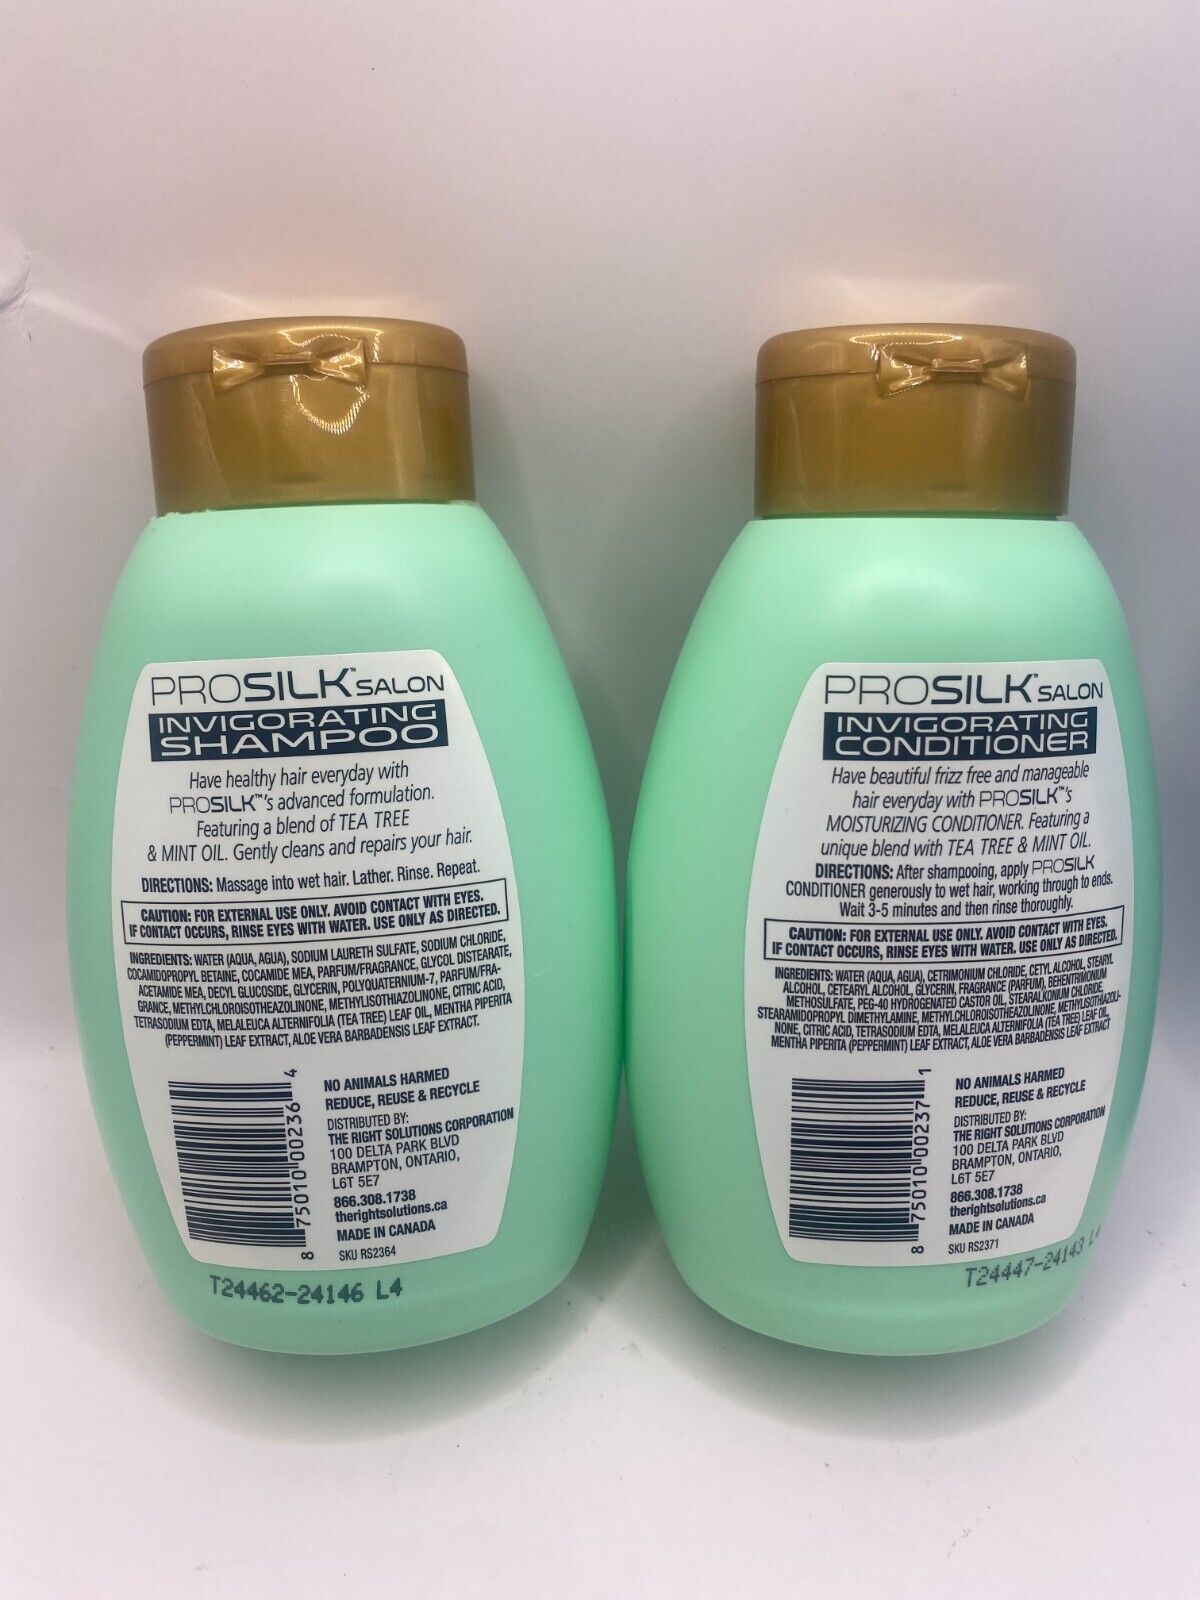 PROSILK™ SALON
INVIGORATING
SHAMPOO
Have healthy hair everyday with
PROSILK™'s advanced formulation.
Featuring a blend of TEA TREE
& MINT OIL. Gently cleans and repairs your hair.
DIRECTIONS: Massage into wet hair. Lather. Rinse. Repeat.
CAUTION: FOR EXTERNAL USE ONLY. AVOID CONTACT WITH EYES.
IF CONTACT OCCURS, RINSE EYES WITH WATER. USE ONLY AS DIRECTED.
INGREDIENTS: WATER (AQUA, AGUA), SODIUM LAURETH SULFATE, SODIUM CHLORIDE,
COCAMIDOPROPYL BETAINE, COCAMIDE MEA, PARFUM/FRAGRANCE, GLYCOL DISTEARATE,
ACETAMIDE MEA, DECYL GLUCOSIDE, GLYCERIN, POLYQUATERNIUM-7, PARFUM/FRA-
GRANCE, METHYLCHLOROISOTHEAZOLINONE, METHYLISOTHIAZOLINONE, CITRIC ACID,
TETRASODIUM EDTA, MELALEUCA ALTERNIFOLIA (TEA TREE) LEAF OIL, MENTHA PIPERITA
(PEPPERMINT) LEAF EXTRACT, ALOE VERA BARBADENSIS LEAF EXTRACT.
8 75010 00236 4
NO ANIMALS HARMED
REDUCE, REUSE & RECYCLE
DISTRIBUTED BY:
THE RIGHT SOLUTIONS CORPORATION
100 DELTA PARK BLVD
BRAMPTON, ONTARIO,
L6T 5E7
866.308.1738
therightsolutions.ca
MADE IN CANADA
SKU RS2364
T24462-24146 L4
PROSILK™ SALON
INVIGORATING
CONDITIONER
Have beautiful frizz free and manageable
hair everyday with PROSILK™'s
MOISTURIZING CONDITIONER. Featuring a
unique blend with TEA TREE & MINT OIL.
DIRECTIONS: After shampooing, apply PROSILK
CONDITIONER generously to wet hair, working through to ends.
Wait 3-5 minutes and then rinse thoroughly.
CAUTION: FOR EXTERNAL USE ONLY. AVOID CONTACT WITH EYES.
IF CONTACT OCCURS, RINSE EYES WITH WATER. USE ONLY AS DIRECTED.
INGREDIENTS: WATER (AQUA, AGUA), CETRIMONIUM CHLORIDE, CETYL ALCOHOL, STEARYL
ALCOHOL, CETEARYL ALCOHOL, GLYCERIN, FRAGRANCE (PARFUM), BEHENTRIMONIUM
METHOSULFATE, PEG-40 HYDROGENATED CASTOR OIL, STEARALKONIUM CHLORIDE,
STEARAMIDOPROPYL DIMETHYLAMINE, METHYLCHLOROISOTHEAZOLINONE, METHYLISOTHIAZOLI-
NONE, CITRIC ACID, TETRASODIUM EDTA, MELALEUCA ALTERNIFOLIA (TEA TREE) LEAF OIL,
MENTHA PIPERITA (PEPPERMINT) LEAF EXTRACT, ALOE VERA BARBADENSIS LEAF EXTRACT
8 75010 00237 1
NO ANIMALS HARMED
REDUCE, REUSE & RECYCLE
DISTRIBUTED BY:
THE RIGHT SOLUTIONS CORPORATION
100 DELTA PARK BLVD
BRAMPTON, ONTARIO,
L6T 5E7
866.308.1738
therightsolutions.ca
MADE IN CANADA
SKU RS2371
T24447-24143 L4